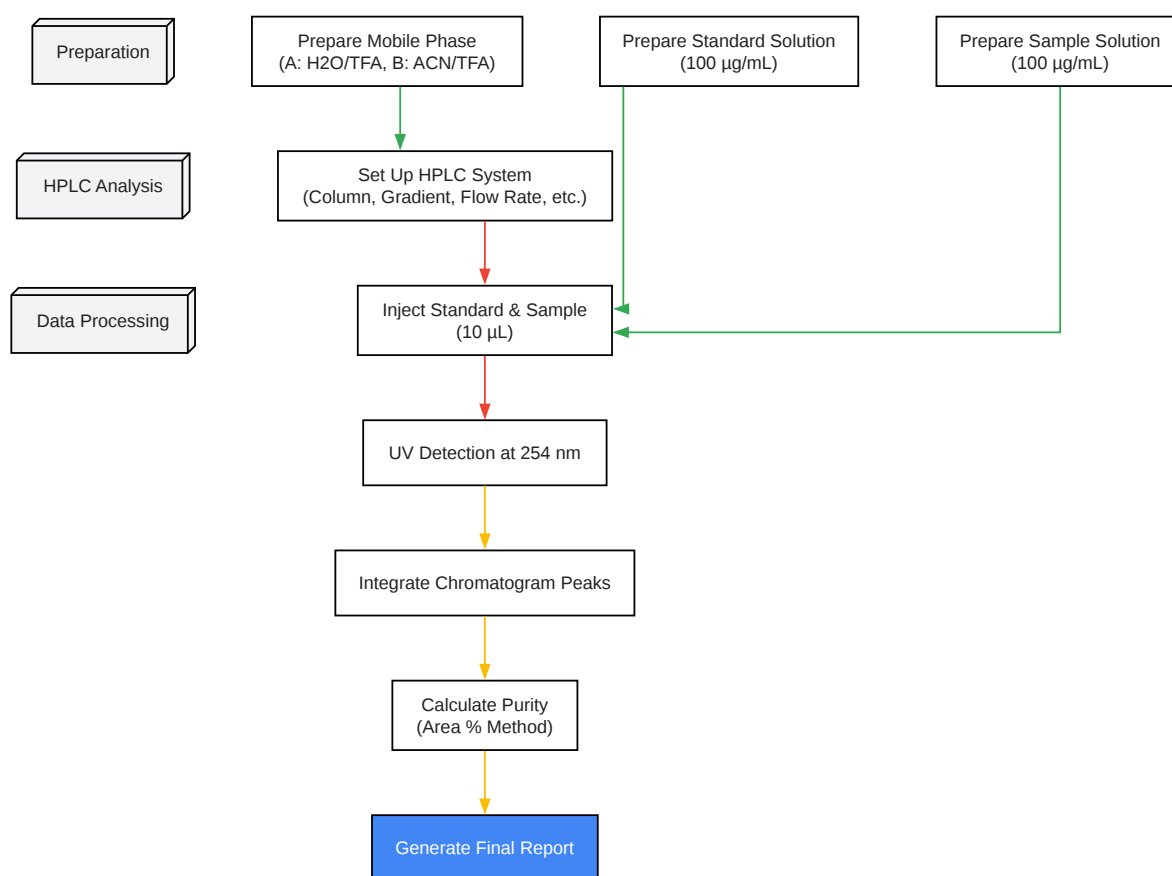 Preparation
Prepare Mobile Phase
(A: H2O/TFA, B: ACN/TFA)
Prepare Standard Solution
(100 µg/mL)
Prepare Sample Solution
(100 µg/mL)
HPLC Analysis
Set Up HPLC System
(Column, Gradient, Flow Rate, etc.)
Data Processing
Inject Standard & Sample
(10 µL)
UV Detection at 254 nm
Integrate Chromatogram Peaks
Calculate Purity
(Area % Method)
Generate Final Report